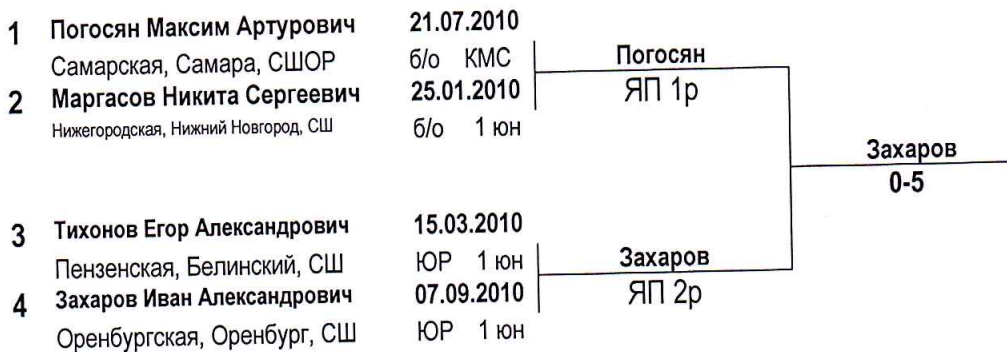 1 Погосян Максим Артурович 21.07.2010
Самарская, Самара, СШОР б/о КМС
Погосян
ЯП 1р
2 Маргасов Никита Сергеевич 25.01.2010
Нижегородская, Нижний Новгород, СШ б/о 1 юн
Захаров
0-5
3 Тихонов Егор Александрович 15.03.2010
Пензенская, Белинский, СШ ЮР 1 юн
Захаров
ЯП 2р
4 Захаров Иван Александрович 07.09.2010
Оренбургская, Оренбург, СШ ЮР 1 юн